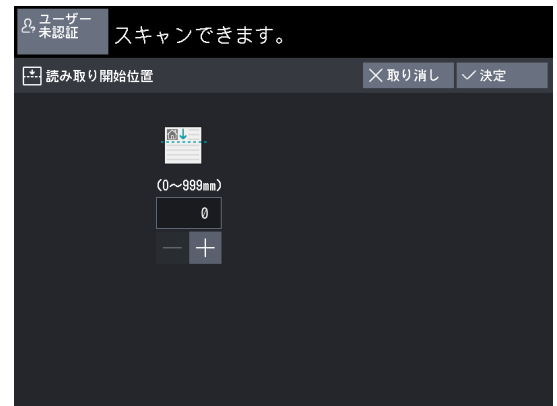 ユーザー
未認証
スキャンできます。
読み取り開始位置
取り消し
決定
(0～999mm)
0